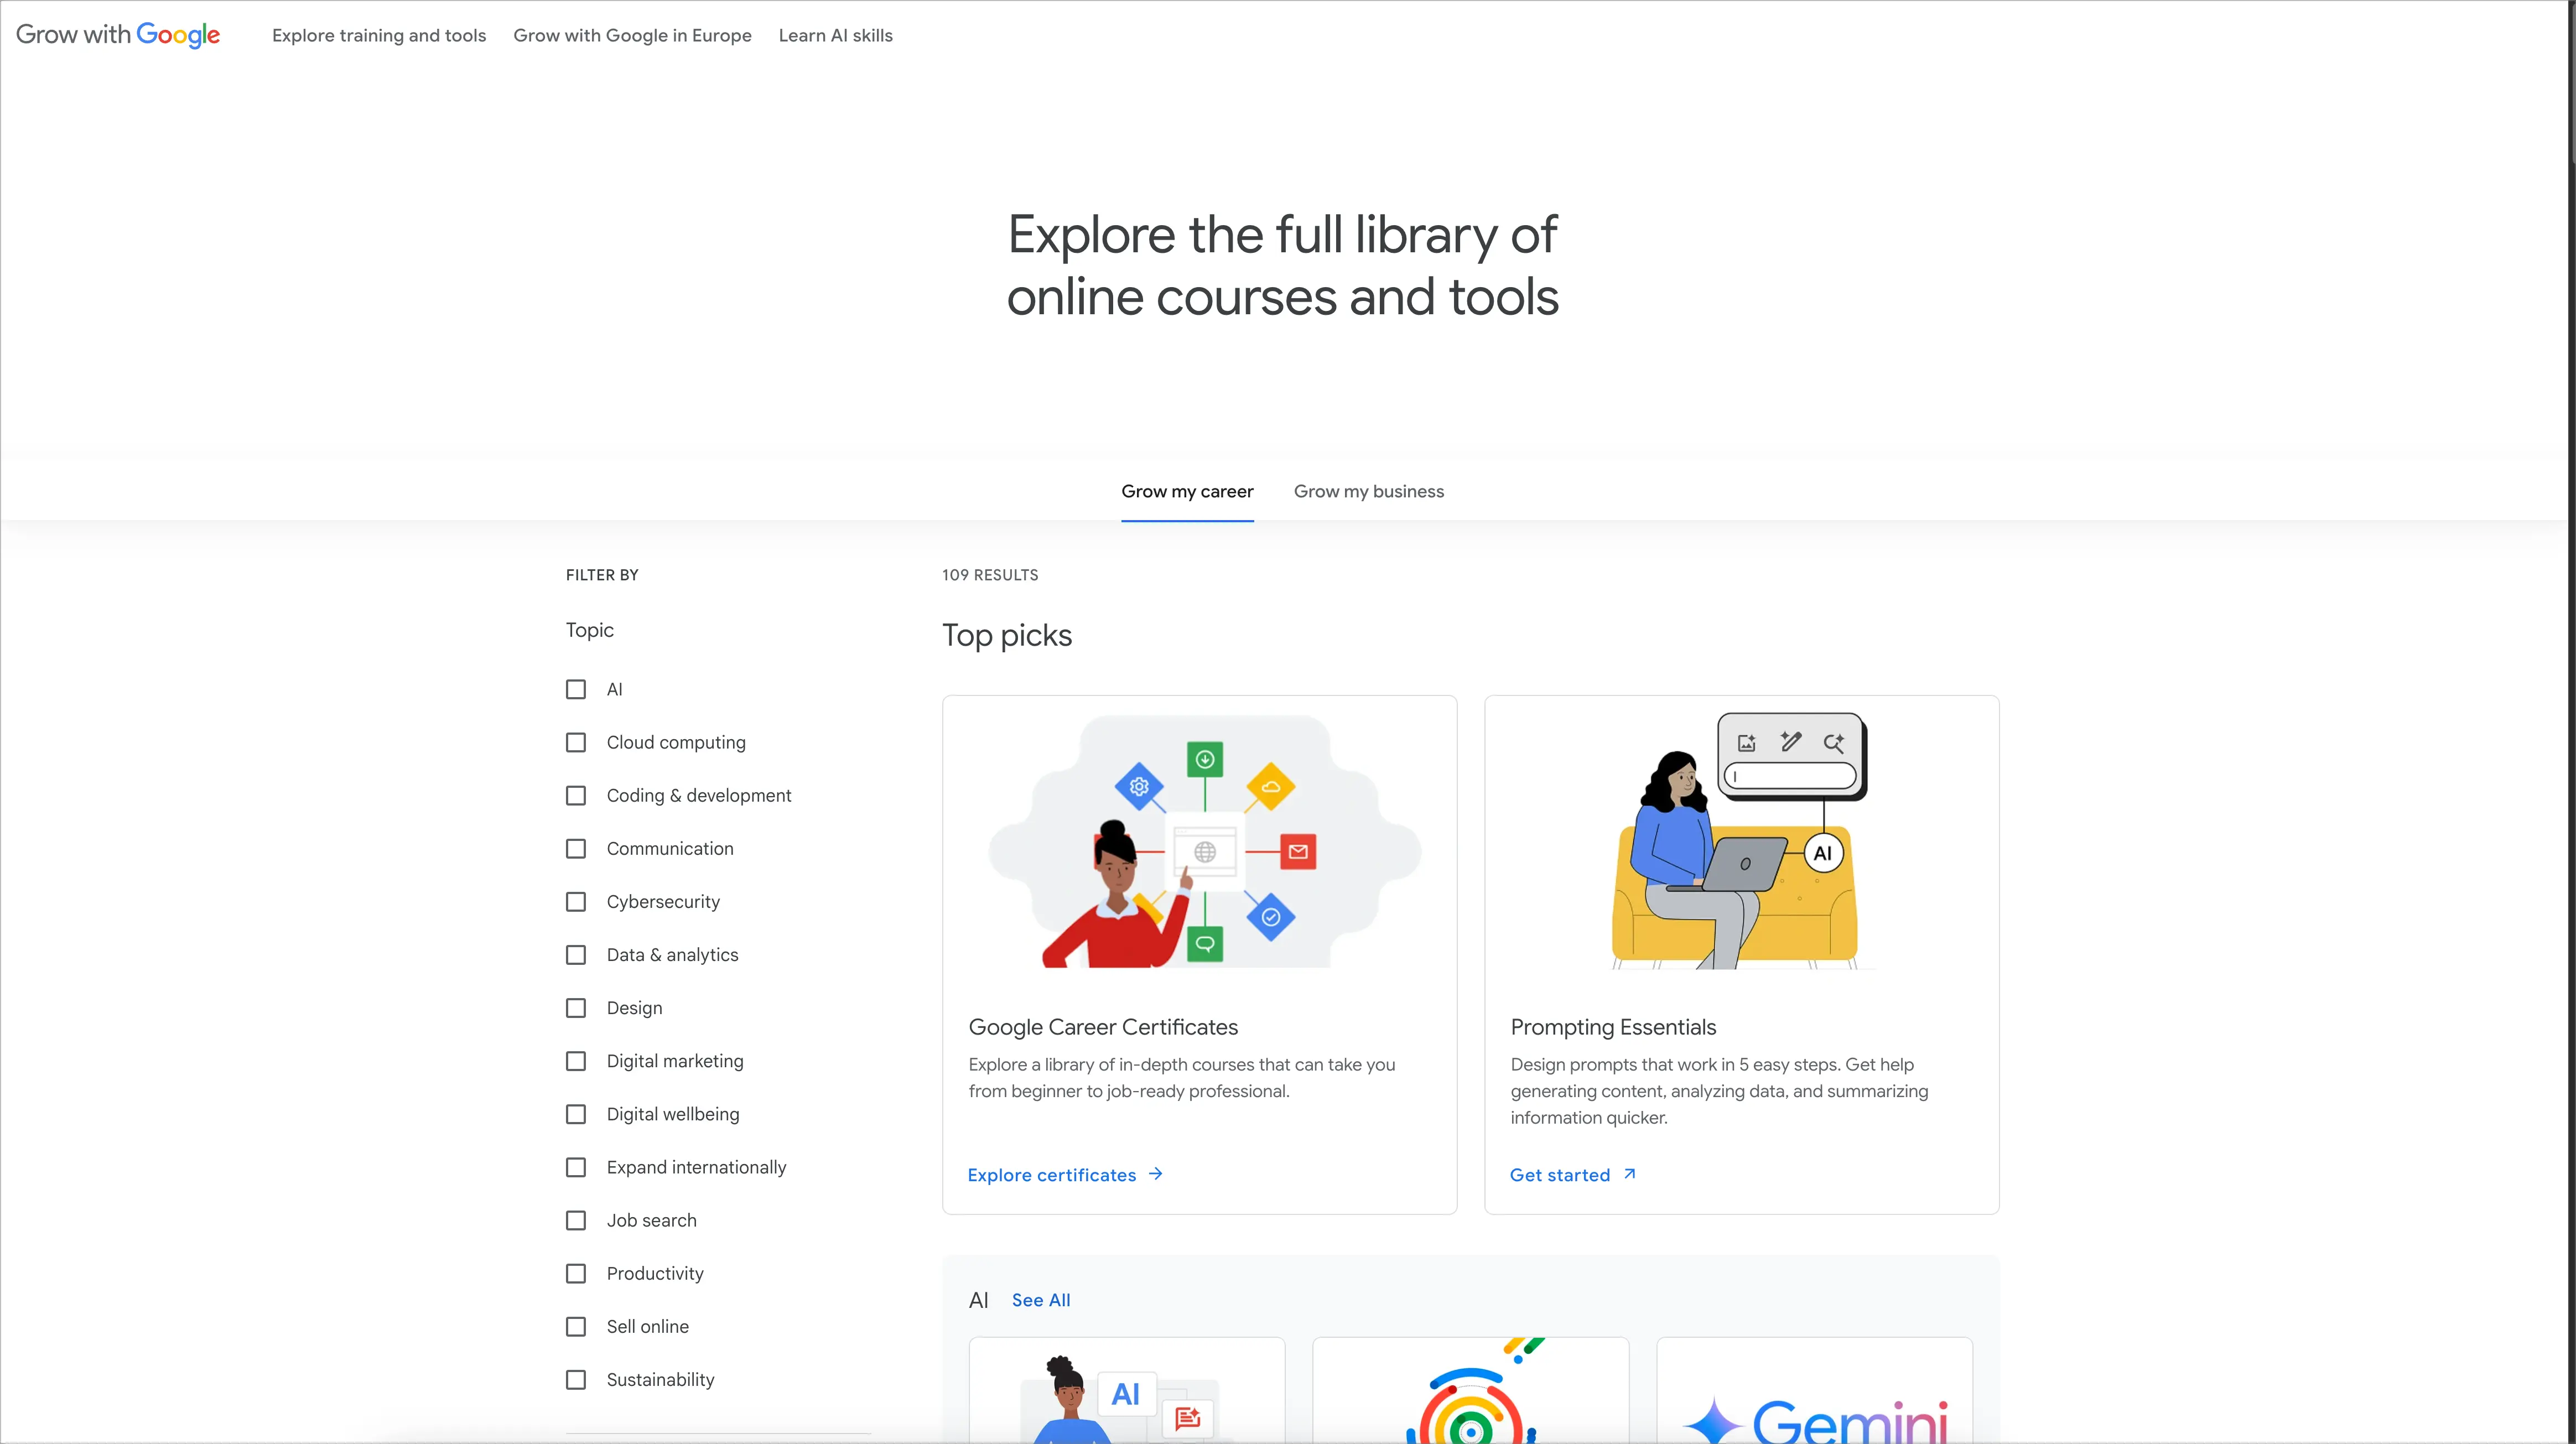 Grow with Google
Explore training and tools
Grow with Google in Europe
Learn AI skills
Explore the full library of
online courses and tools
Grow my career
Grow my business
FILTER BY
Topic
AI
Cloud computing
Coding & development
Communication
Cybersecurity
Data & analytics
Design
Digital marketing
Digital wellbeing
Expand internationally
Job search
Productivity
Sell online
Sustainability
109 RESULTS
Top picks
Google Career Certificates
Explore a library of in-depth courses that can take you
from beginner to job-ready professional.
Explore certificates
AI
Prompting Essentials
Design prompts that work in 5 easy steps. Get help
generating content, analyzing data, and summarizing
information quicker.
Get started
AI See All
AI
Gemini